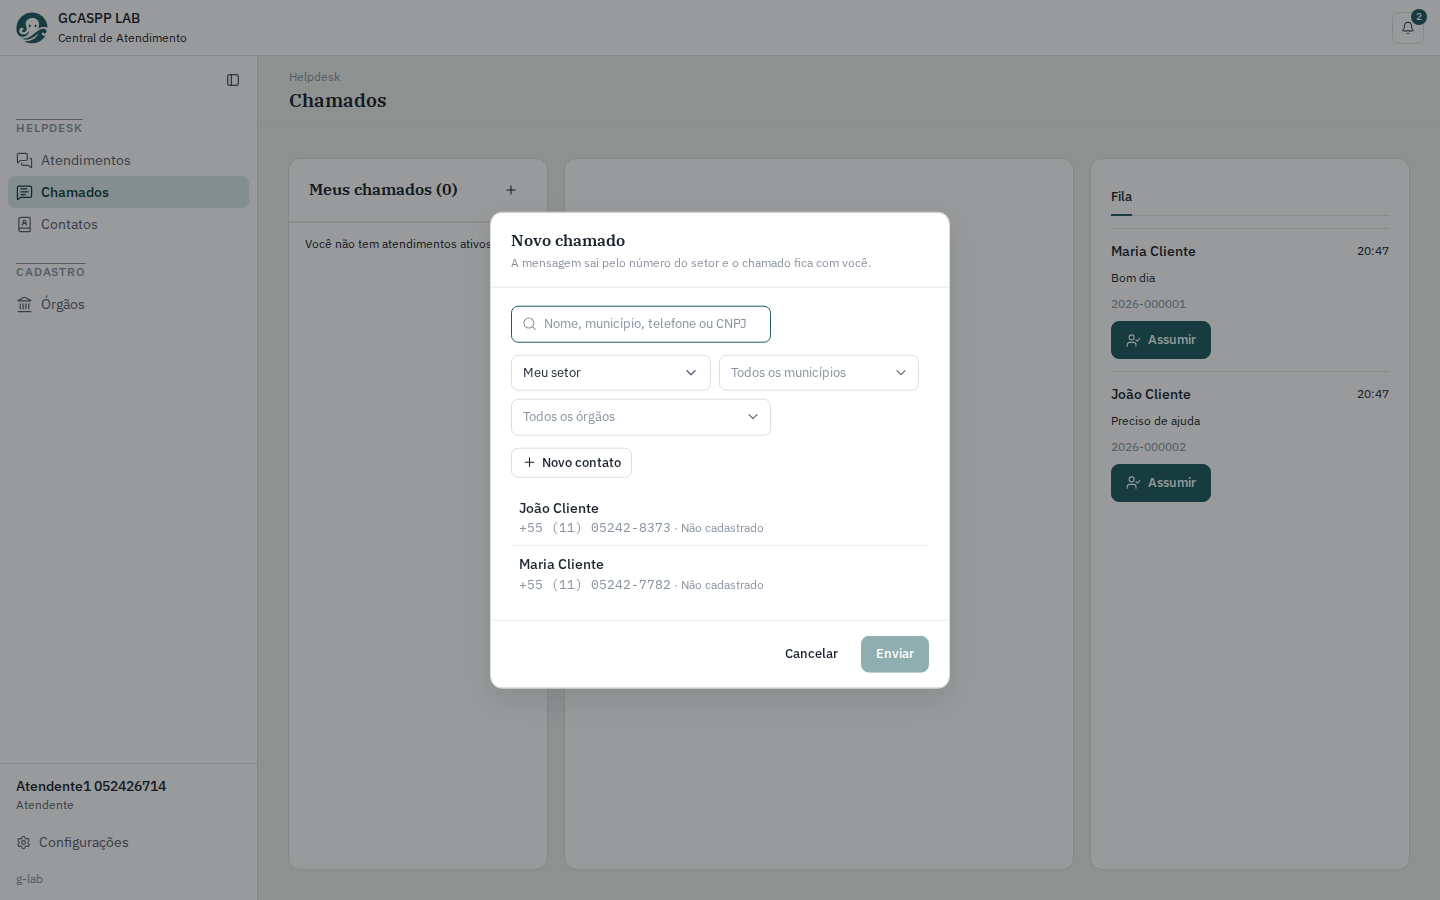 GCASPP LAB
Central de Atendimento
2
HELPDESK
Atendimentos
Chamados
Contatos
CADASTRO
Órgãos
Atendente1 052426714
Atendente
Configurações
g-lab
Helpdesk
Chamados
Meus chamados (0)
Você não tem atendimentos ativos
Novo chamado
A mensagem sai pelo número do setor e o chamado fica com você.
Nome, município, telefone ou CNPJ
Meu setor
Todos os municípios
Todos os órgãos
Novo contato
João Cliente
+55 (11) 05242-8373 · Não cadastrado
Maria Cliente
+55 (11) 05242-7782 · Não cadastrado
Cancelar
Enviar
Fila
Maria Cliente 20:47
Bom dia
2026-000001
Assumir
João Cliente 20:47
Preciso de ajuda
2026-000002
Assumir